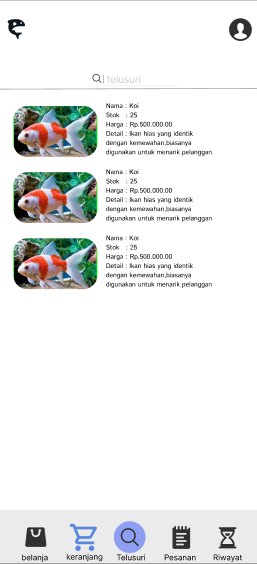 telusuri
Nama : Koi
Stok : 25
Harga : Rp.500.000.00
Detail : Ikan hias yang identik
dengan kemewahan,biasanya
digunakan untuk menarik pelanggan
Nama : Koi
Stok : 25
Harga : Rp.500.000.00
Detail : Ikan hias yang identik
dengan kemewahan,biasanya
digunakan untuk menarik pelanggan
Nama : Koi
Stok : 25
Harga : Rp.500.000.00
Detail : Ikan hias yang identik
dengan kemewahan,biasanya
digunakan untuk menarik pelanggan
belanja keranjang Telusuri Pesanan Riwayat